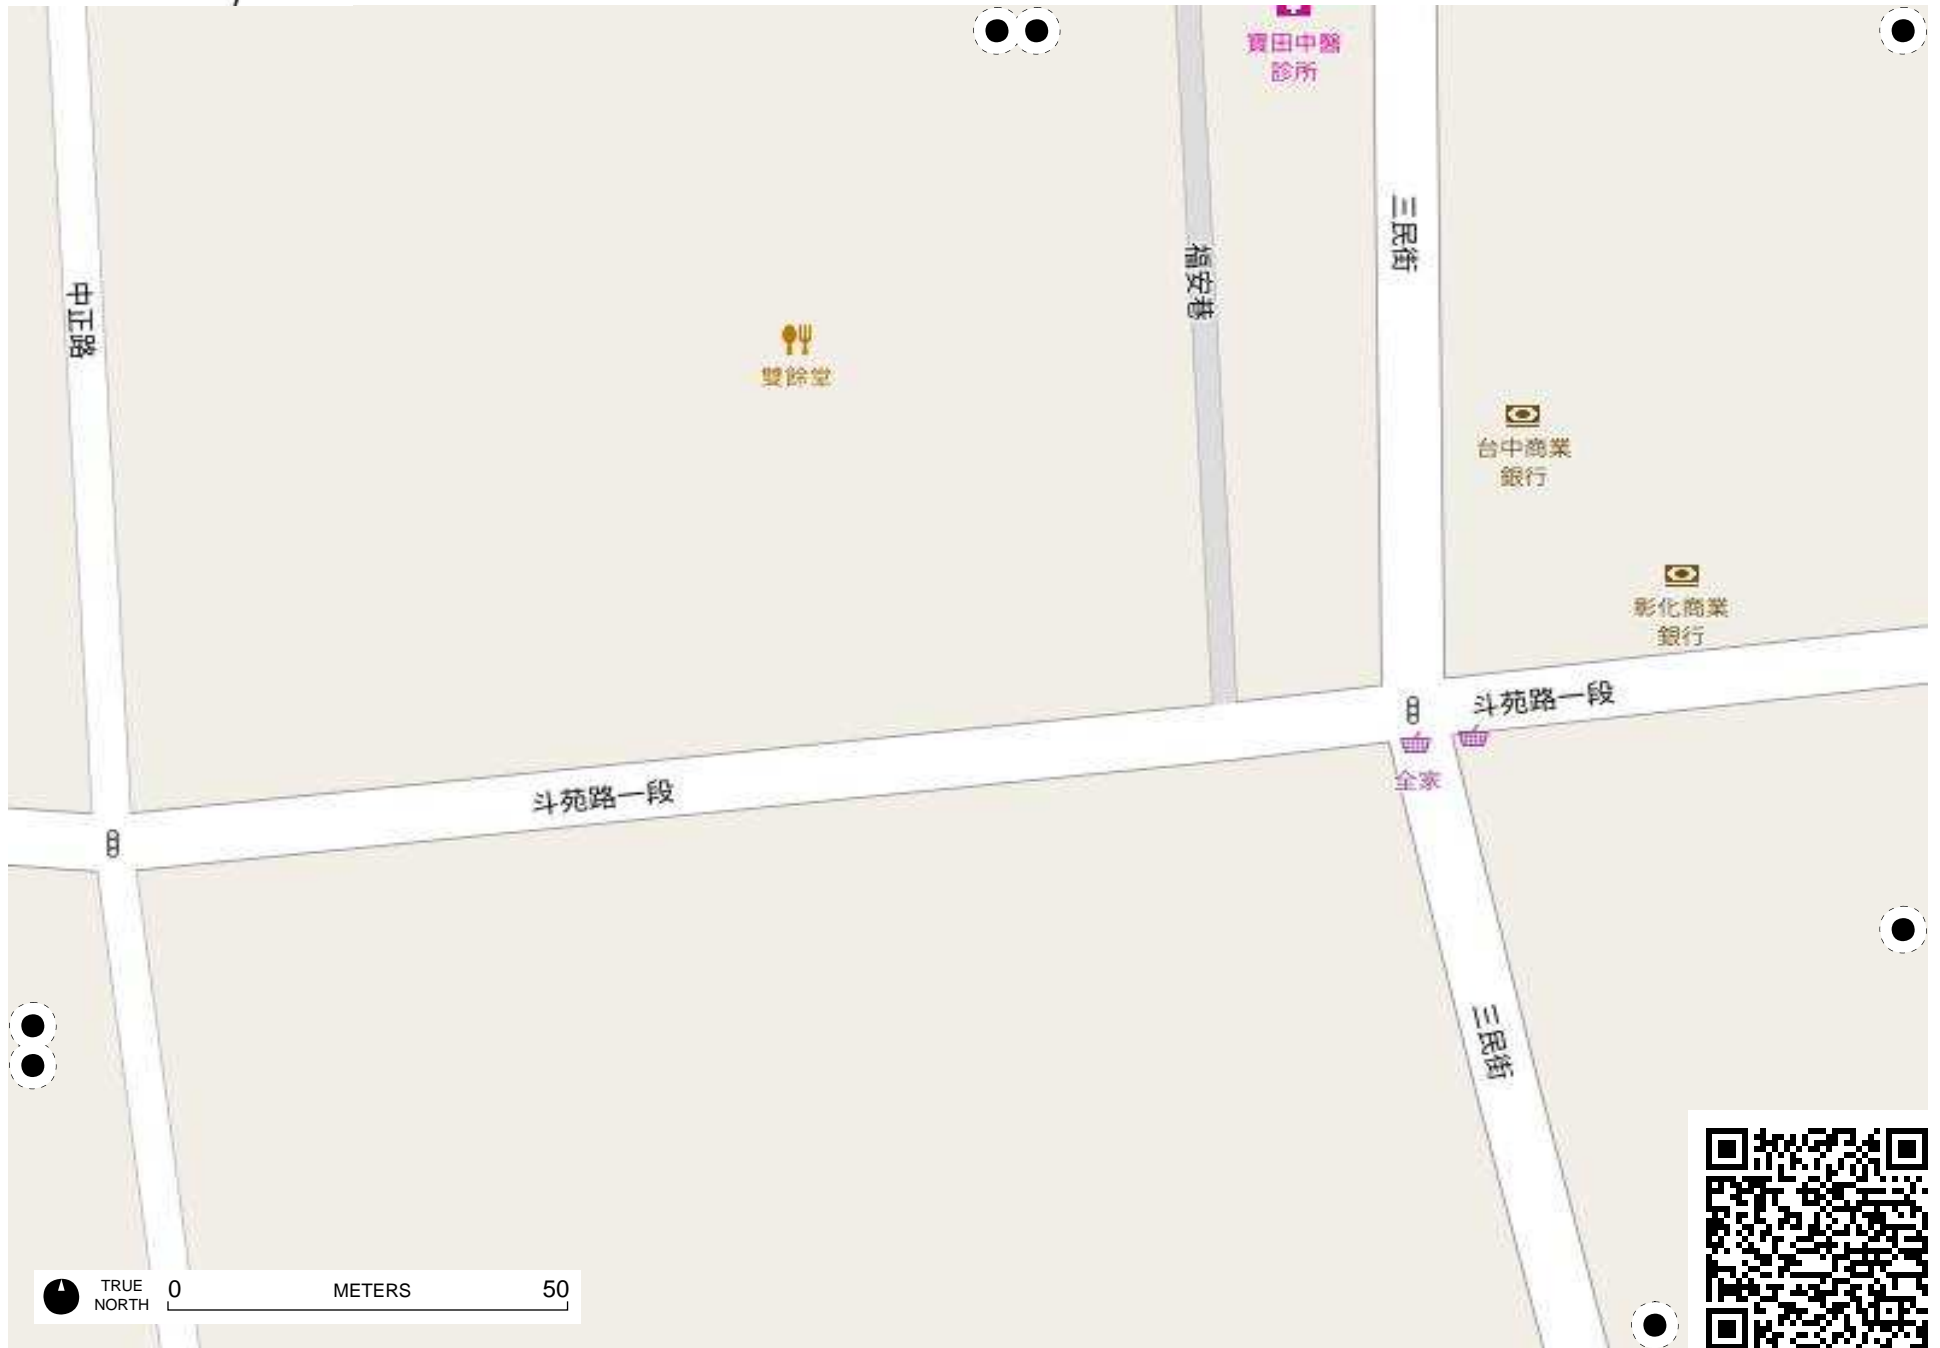 寶田中醫
診所
三民街
福安巷
中正路
雙餘堂
台中商業
銀行
彰化商業
銀行
斗苑路一段
全家
斗苑路一段
三民街
TRUE
NORTH
0 METERS 50